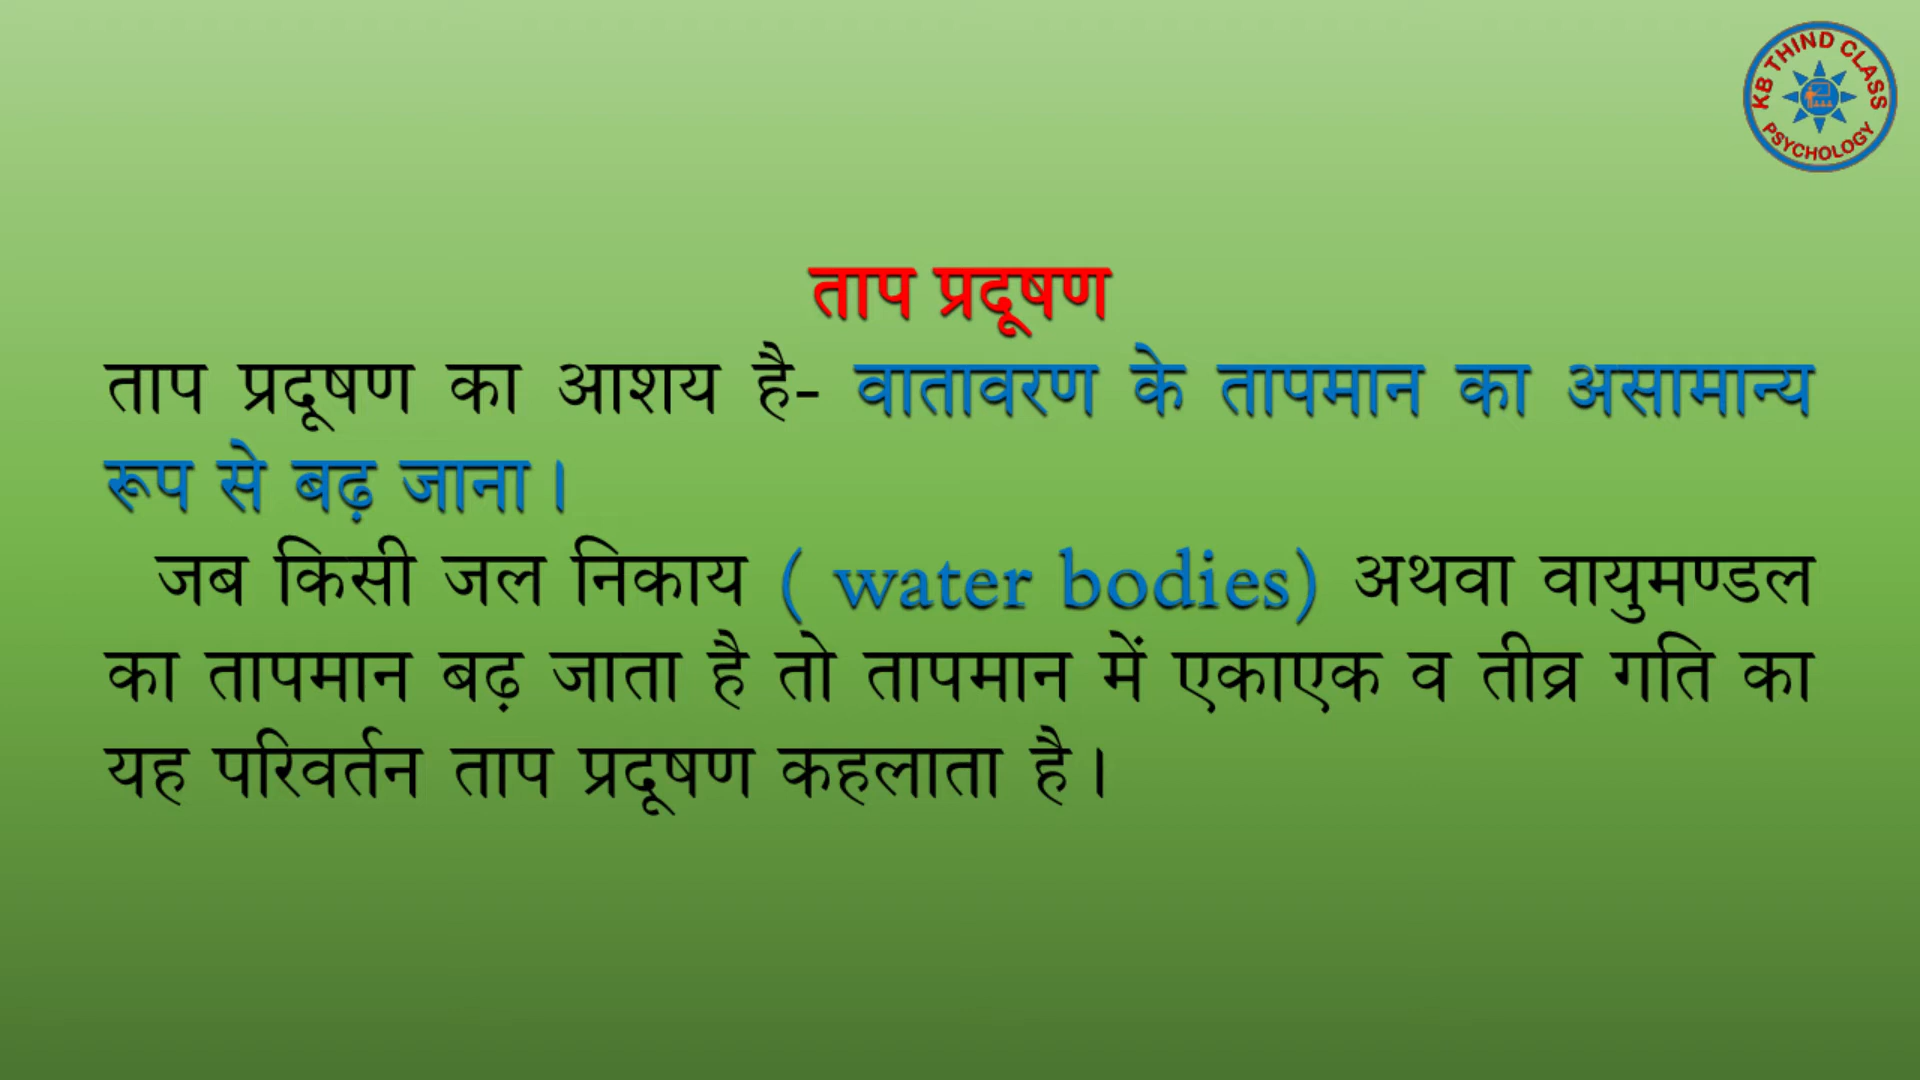 KB THIND CLASS
PSYCHOLOGY
ताप प्रदूषण
ताप प्रदूषण का आशय है- वातावरण के तापमान का असामान्य
रूप से बढ़ जाना।
जब किसी जल निकाय ( water bodies) अथवा वायुमण्डल
का तापमान बढ़ जाता है तो तापमान में एकाएक व तीव्र गति का
यह परिवर्तन ताप प्रदूषण कहलाता है।